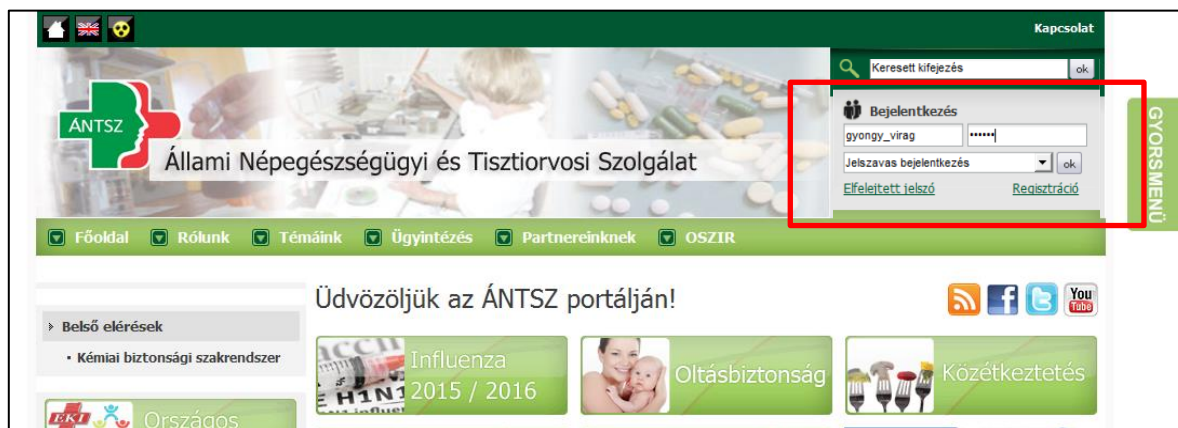 Kapcsolat
Keresett kifejezés
ok
Bejelentkezés
gyongy_virag ••••••
Jelszavas bejelentkezés ok
Elfelejtett jelszó Regisztráció
GYORSMENÜ
ÁNTSZ
Állami Népegészségügyi és Tisztiorvosi Szolgálat
Főoldal Rólunk Témáink Ügyintézés Partnereinknek OSZIR
Üdvözöljük az ÁNTSZ portálján!
You
Tube
Belső elérések
Kémiai biztonsági szakrendszer
Influenza
2015 / 2016
H1N1
Oltásbiztonság
Közétkeztetés
EKI
Országos